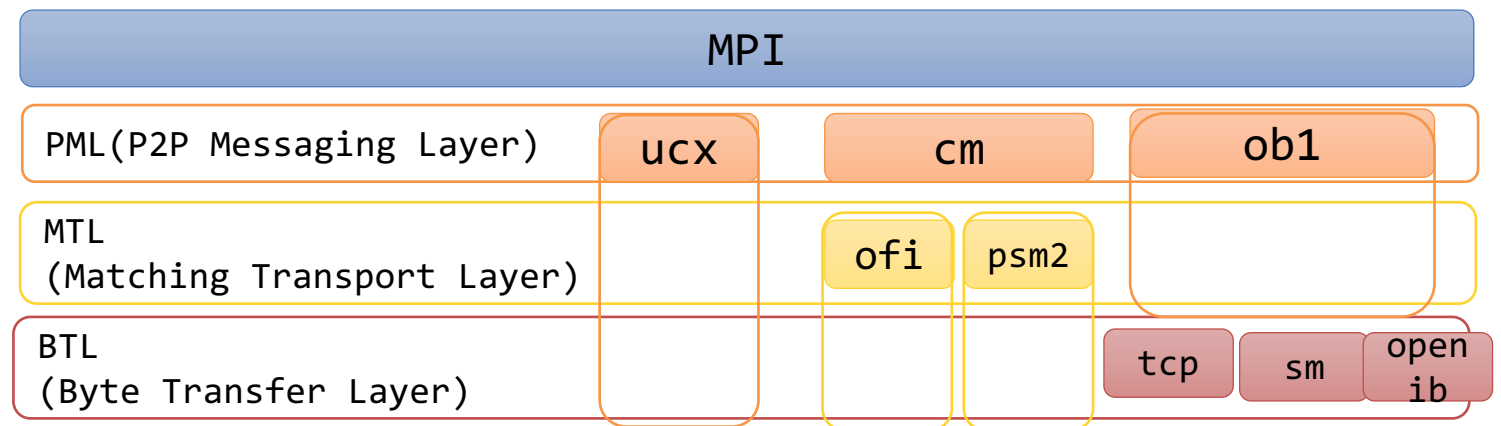 MPI
PML(P2P Messaging Layer)
ucx
cm
ob1
MTL
(Matching Transport Layer)
ofi
psm2
BTL
(Byte Transfer Layer)
tcp
sm
open
ib